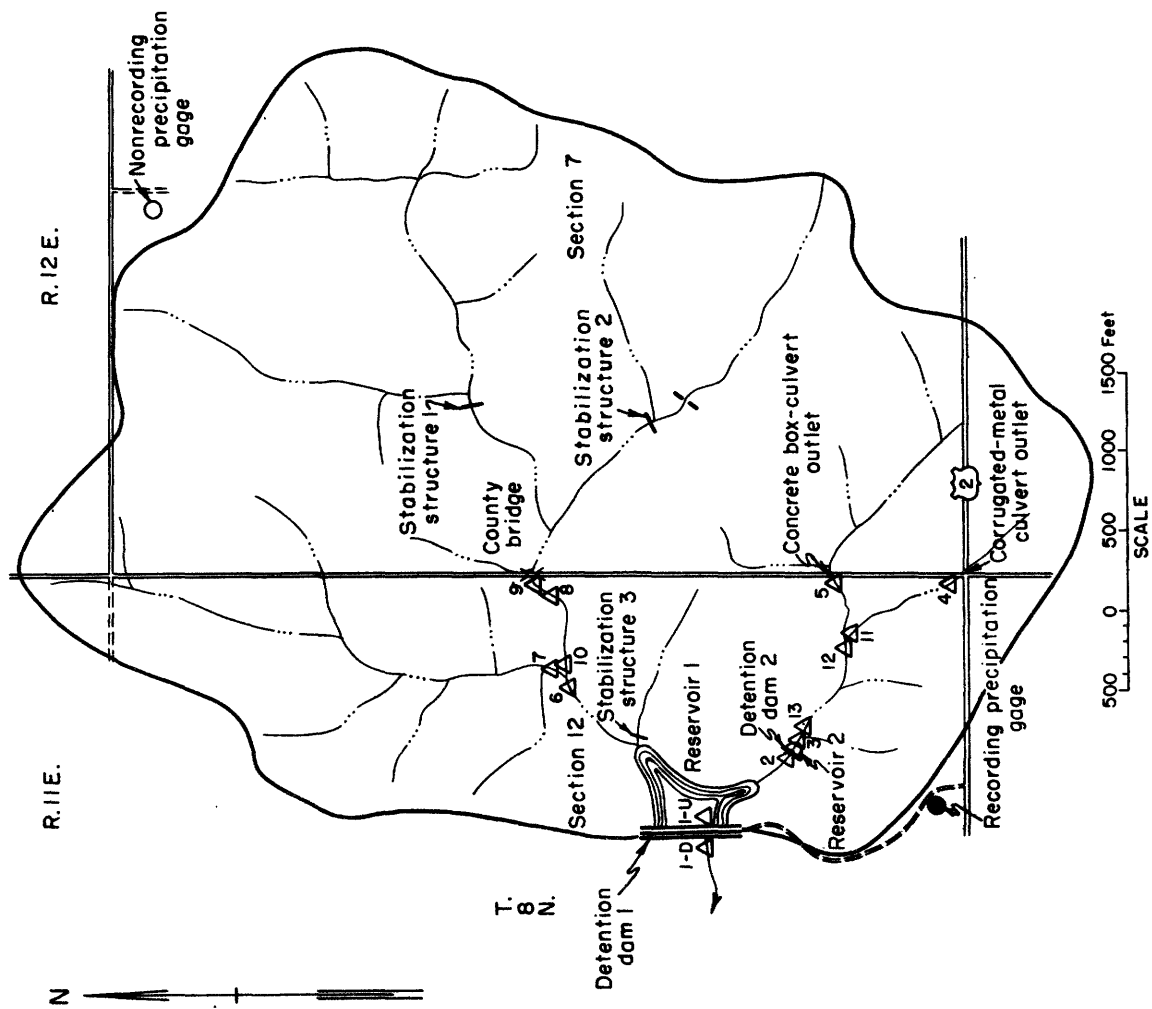 R. 11 E.
R. 12 E.
Nonrecording
precipitation
gage
N
T.
8
N.
Section 7
Section 12
Stabilization
structure 1
County
bridge
Stabilization
structure 2
Concrete box-culvert
outlet
2
Corrugated-metal
culvert outlet
Stabilization
structure 3
Reservoir 1
Detention
dam 2
Reservoir 2
Recording precipitation
gage
Detention
dam 1
1-D
1-U
2
3
13
12
11
4
5
6
7
10
8
9
500 0 500 1000 1500 Feet
SCALE